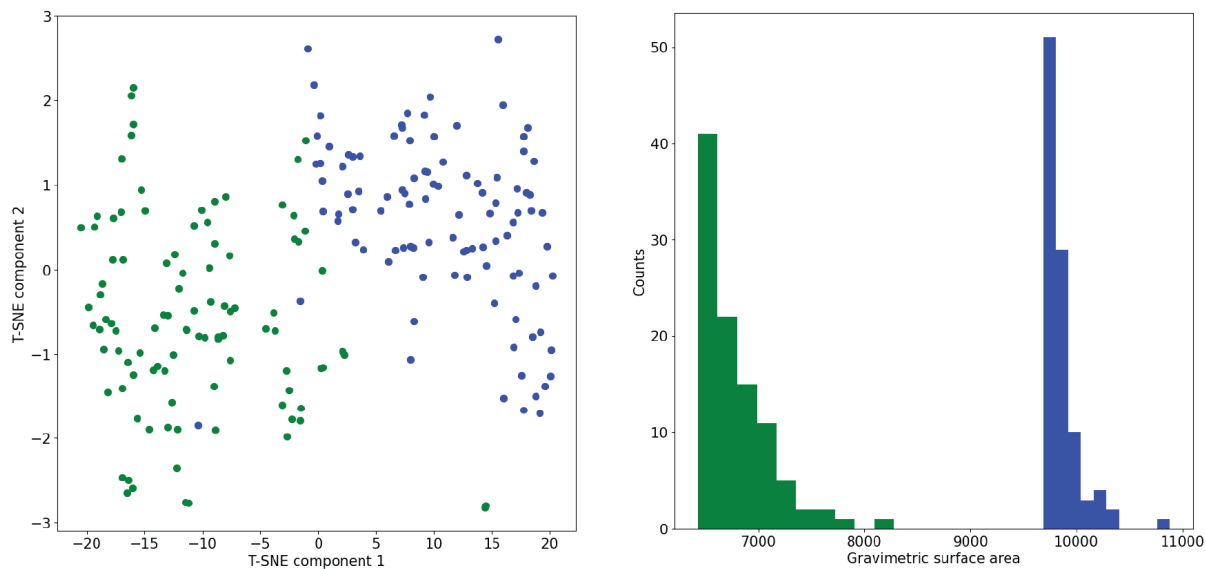 3
2
1
0
−1
−2
−3
T-SNE component 2
−20 −15 −10 −5 0 5 10 15 20
T-SNE component 1
50
40
30
20
10
0
Counts
7000 8000 9000 10000 11000
Gravimetric surface area